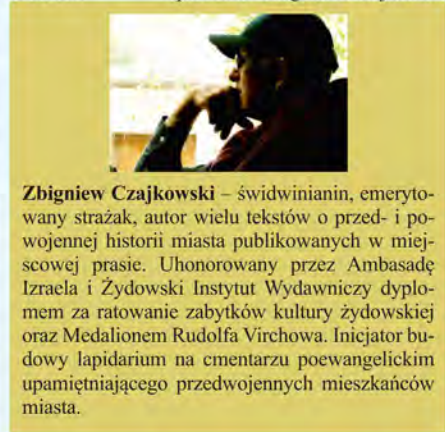 Zbigniew Czajkowski – świdwinianin, emeryto-
wany strażak, autor wielu tekstów o przed- i po-
wojennej historii miasta publikowanych w miej-
scowej prasie. Uhonorowany przez Ambasadę
Izraela i Żydowski Instytut Wydawniczy dyplo-
mem za ratowanie zabytków kultury żydowskiej
oraz Medalionem Rudolfa Virchowa. Inicjator bu-
dowy lapidarium na cmentarzu poewangelickim
upamiętniającego przedwojennych mieszkańców
miasta.